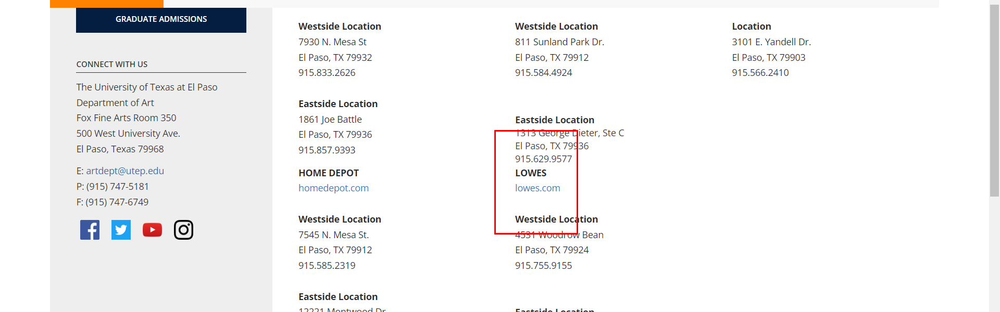 GRADUATE ADMISSIONS
CONNECT WITH US
The University of Texas at El Paso
Department of Art
Fox Fine Arts Room 350
500 West University Ave.
El Paso, Texas 79968
E: artdept@utep.edu
P: (915) 747-5181
F: (915) 747-6749
Westside Location
7930 N. Mesa St
El Paso, TX 79932
915.833.2626
Eastside Location
1861 Joe Battle
El Paso, TX 79936
915.857.9393
HOME DEPOT
homedepot.com
Westside Location
7545 N. Mesa St.
El Paso, TX 79912
915.585.2319
Eastside Location
12221 Montwood Dr
Westside Location
811 Sunland Park Dr.
El Paso, TX 79912
915.584.4924
Eastside Location
1313 George Dieter, Ste C
El Paso, TX 79936
915.629.9577
LOWES
lowes.com
Westside Location
4531 Woodrow Bean
El Paso, TX 79924
915.755.9155
Eastside Location
Location
3101 E. Yandell Dr.
El Paso, TX 79903
915.566.2410